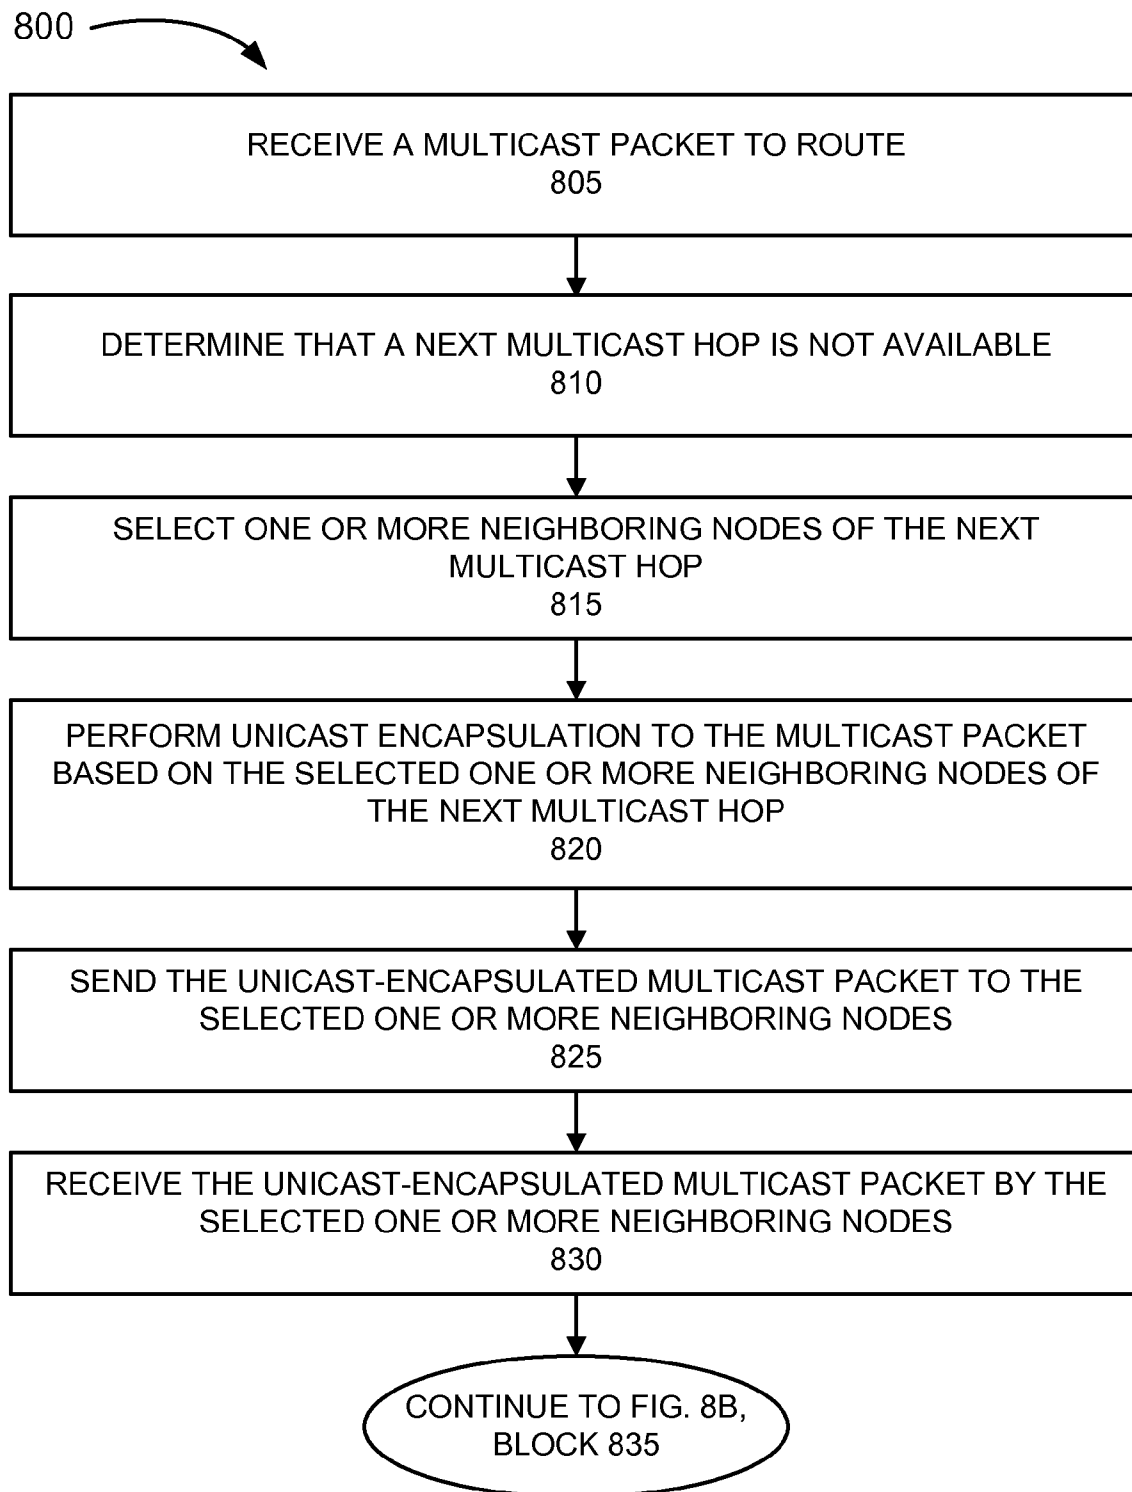 800
RECEIVE A MULTICAST PACKET TO ROUTE
805
DETERMINE THAT A NEXT MULTICAST HOP IS NOT AVAILABLE
810
SELECT ONE OR MORE NEIGHBORING NODES OF THE NEXT
MULTICAST HOP
815
PERFORM UNICAST ENCAPSULATION TO THE MULTICAST PACKET
BASED ON THE SELECTED ONE OR MORE NEIGHBORING NODES OF
THE NEXT MULTICAST HOP
820
SEND THE UNICAST-ENCAPSULATED MULTICAST PACKET TO THE
SELECTED ONE OR MORE NEIGHBORING NODES
825
RECEIVE THE UNICAST-ENCAPSULATED MULTICAST PACKET BY THE
SELECTED ONE OR MORE NEIGHBORING NODES
830
CONTINUE TO FIG. 8B,
BLOCK 835